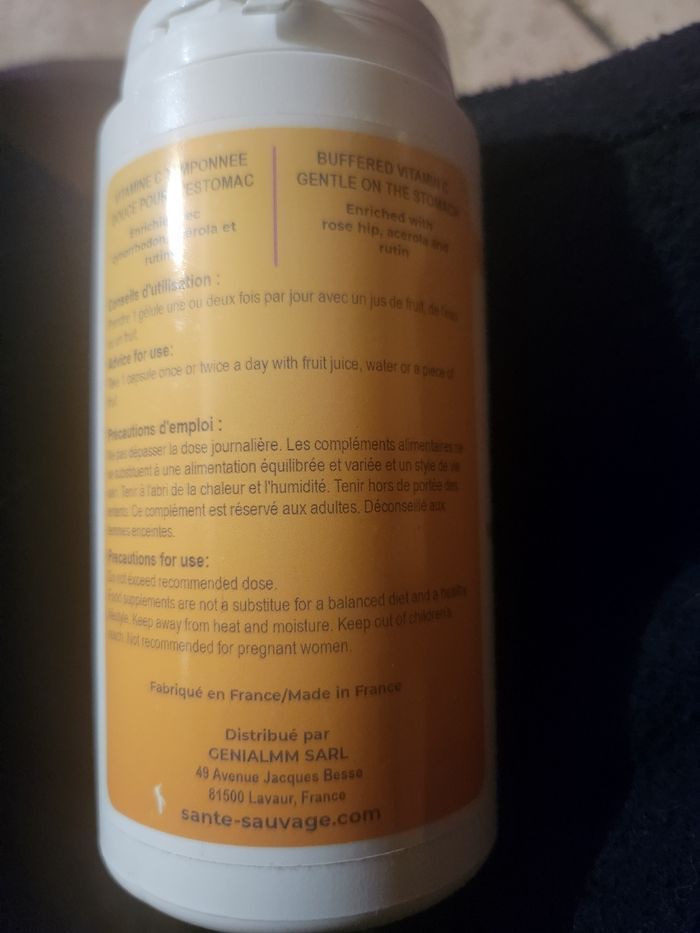 VITAMINE C TAMPONNEE
DOUCE POUR L'ESTOMAC
Enrichie avec
cynorrhodon, acérola et
rutine
BUFFERED VITAMIN C
GENTLE ON THE STOMACH
Enriched with
rose hip, acerola and
rutin
Conseils d'utilisation :
Prendre 1 gélule une ou deux fois par jour avec un jus de fruit, de l'eau
ou un fruit.
Advice for use:
Take 1 capsule once or twice a day with fruit juice, water or a piece of
fruit.
Précautions d'emploi :
Ne pas dépasser la dose journalière. Les compléments alimentaires ne
se substituent à une alimentation équilibrée et variée et un style de vie
sain. Tenir à l'abri de la chaleur et l'humidité. Tenir hors de portée des
enfants. Ce complément est réservé aux adultes. Déconseillé aux
femmes enceintes.
Precautions for use:
Do not exceed recommended dose.
Food supplements are not a substitue for a balanced diet and a healthy
lifestyle. Keep away from heat and moisture. Keep out of children's
reach. Not recommended for pregnant women.
Fabriqué en France/Made in France
Distribué par
GENIALMM SARL
49 Avenue Jacques Besse
81500 Lavaur, France
sante-sauvage.com